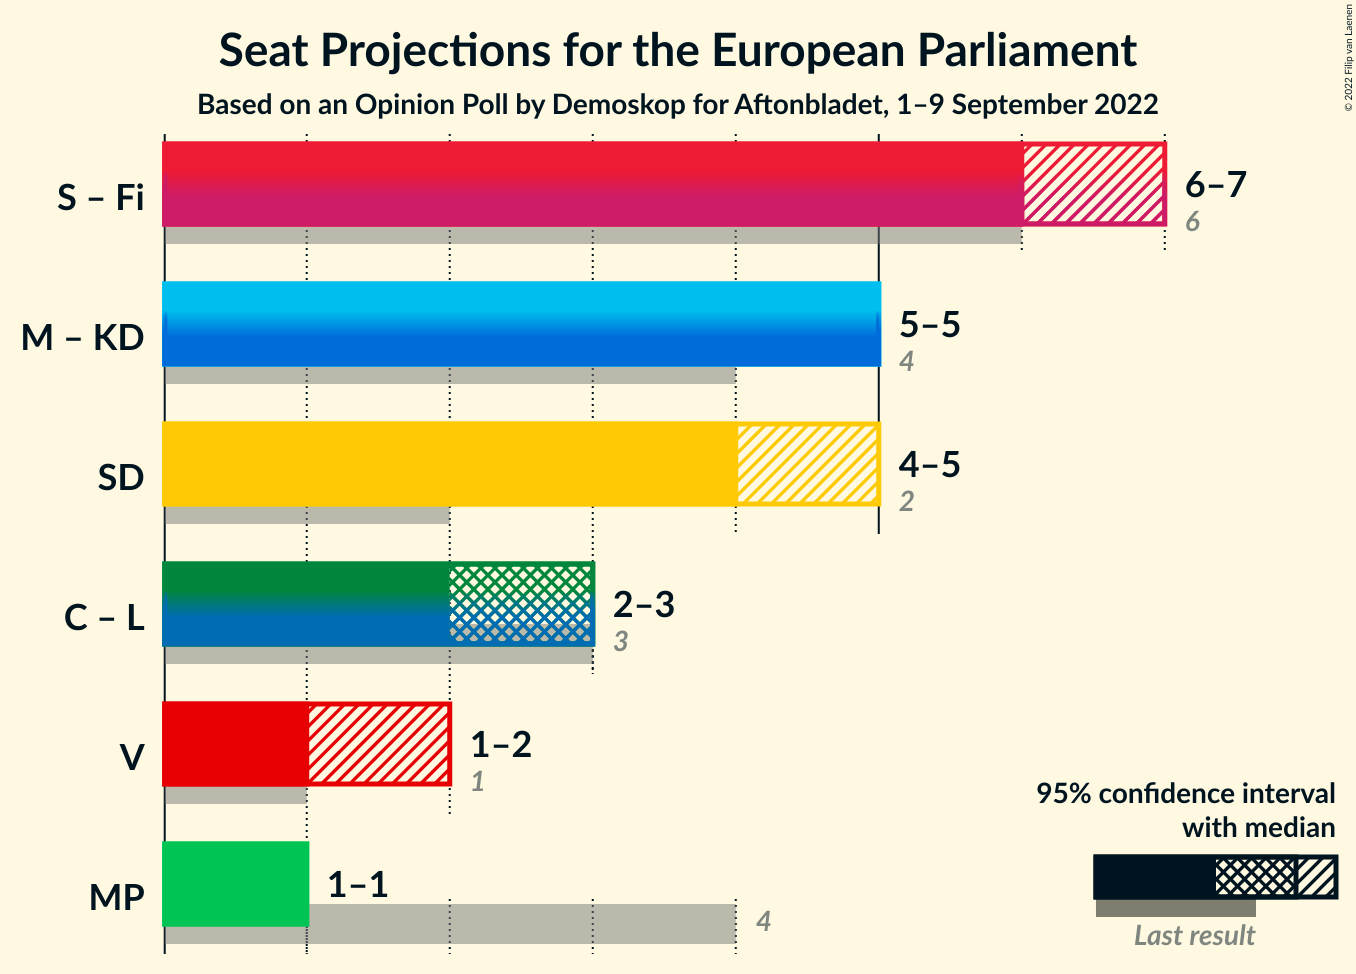 Seat Projections for the European Parliament
Based on an Opinion Poll by Demoskop for Aftonbladet, 1–9 September 2022
© 2022 Filip van Laenen
S – Fi
6–7
6
M – KD
5–5
4
SD
4–5
2
C – L
2–3
3
V
1–2
1
MP
1–1
4
95% confidence interval
with median
Last result